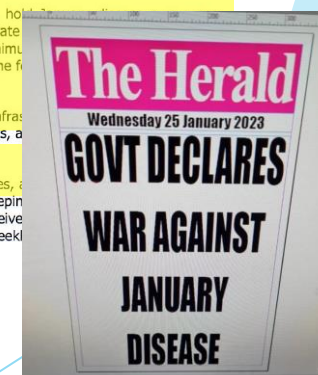 The Herald
Wednesday 25 January 2023
GOVT DECLARES
WAR AGAINST
JANUARY
DISEASE